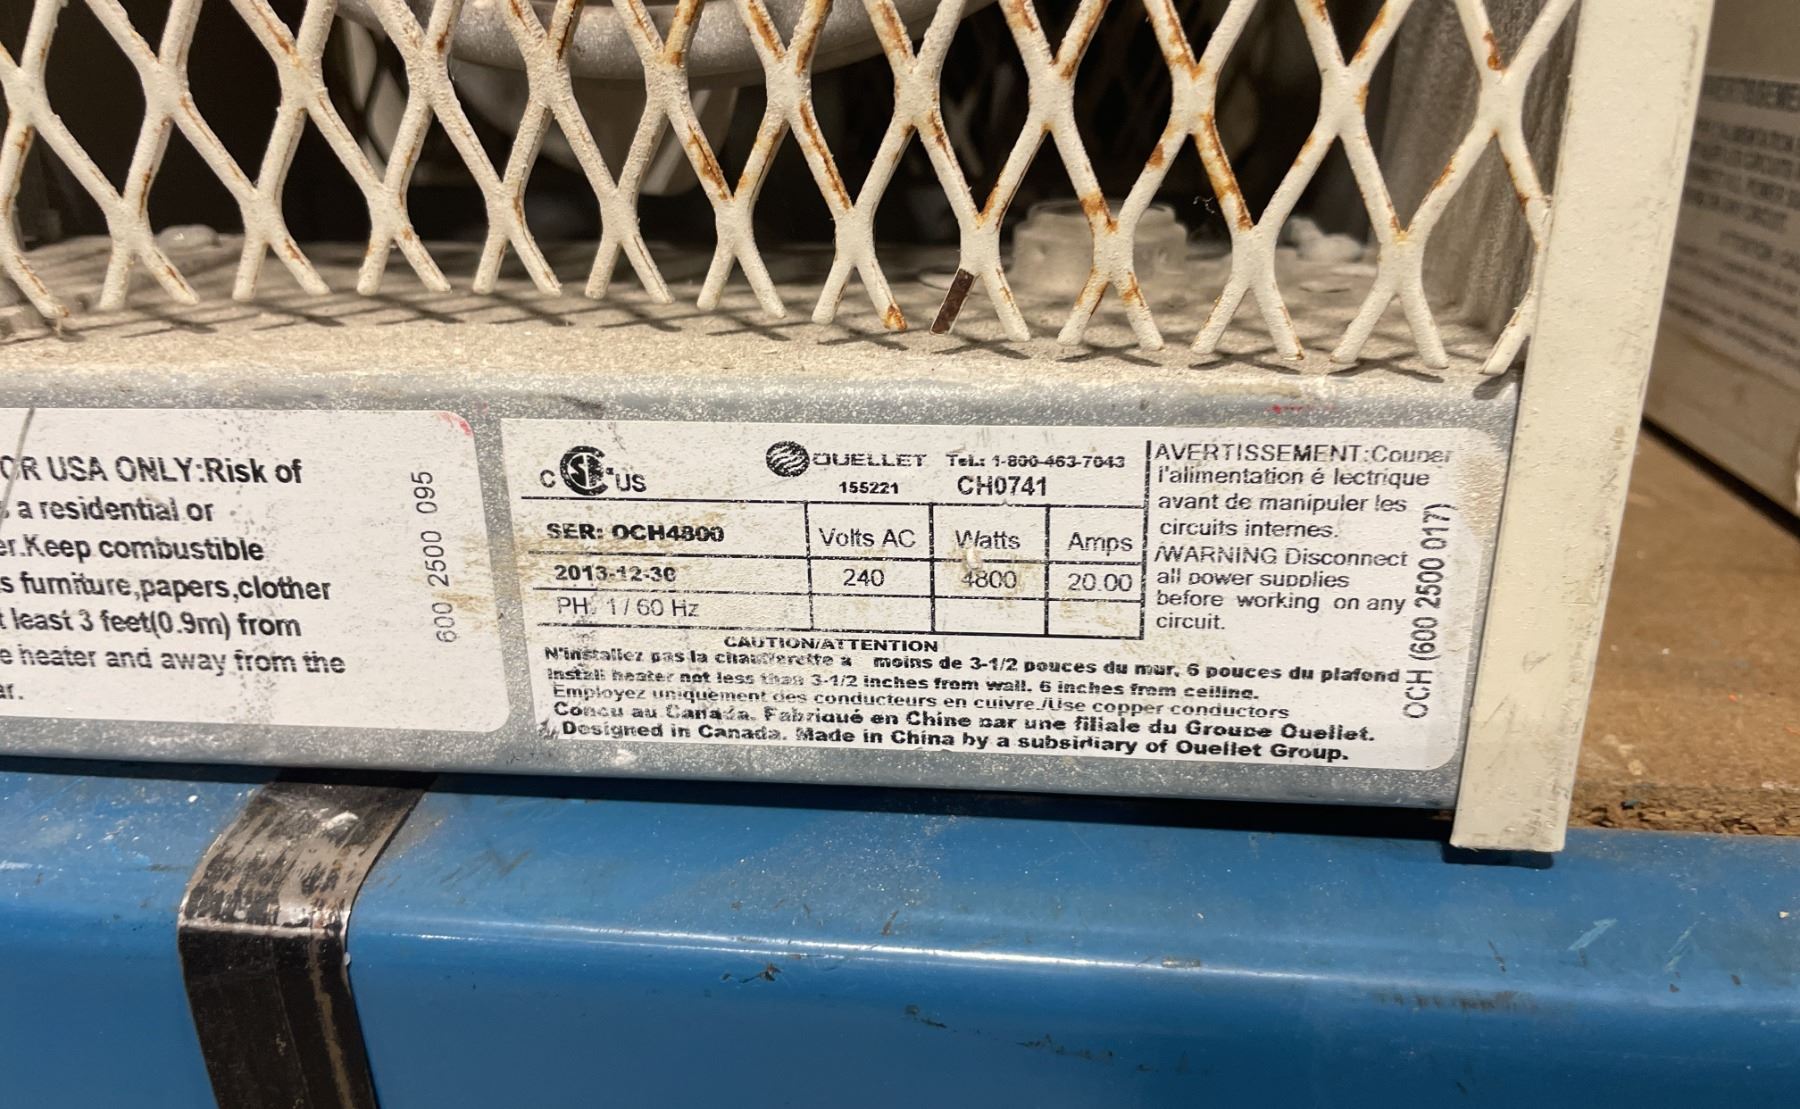 OR USA ONLY:Risk of
a residential or
er.Keep combustible
s furniture,papers,clother
t least 3 feet(0.9m) from
e heater and away from the
ar.
600 2500 095
C CSA US
OUELLET Tel.: 1-800-463-7043
155221 CH0741
SER: OCH4800 Volts AC Watts Amps
2013-12-30 240 4800 20.00
PH. 1 / 60 Hz
AVERTISSEMENT:Couper
l'alimentation é lectrique
avant de manipuler les
circuits internes.
/WARNING Disconnect
all power supplies
before working on any
circuit.
CAUTION/ATTENTION
N'installez pas la chaufferette a moins de 3-1/2 pouces du mur, 6 pouces du plafond
Install heater not less than 3-1/2 inches from wall. 6 inches from ceiling.
Employez uniquement des conducteurs en cuivre./Use copper conductors
Concu au Canada. Fabriqué en Chine par une filiale du Groupe Ouellet.
Designed in Canada. Made in China by a subsidiary of Ouellet Group.
OCH (600 2500 017)